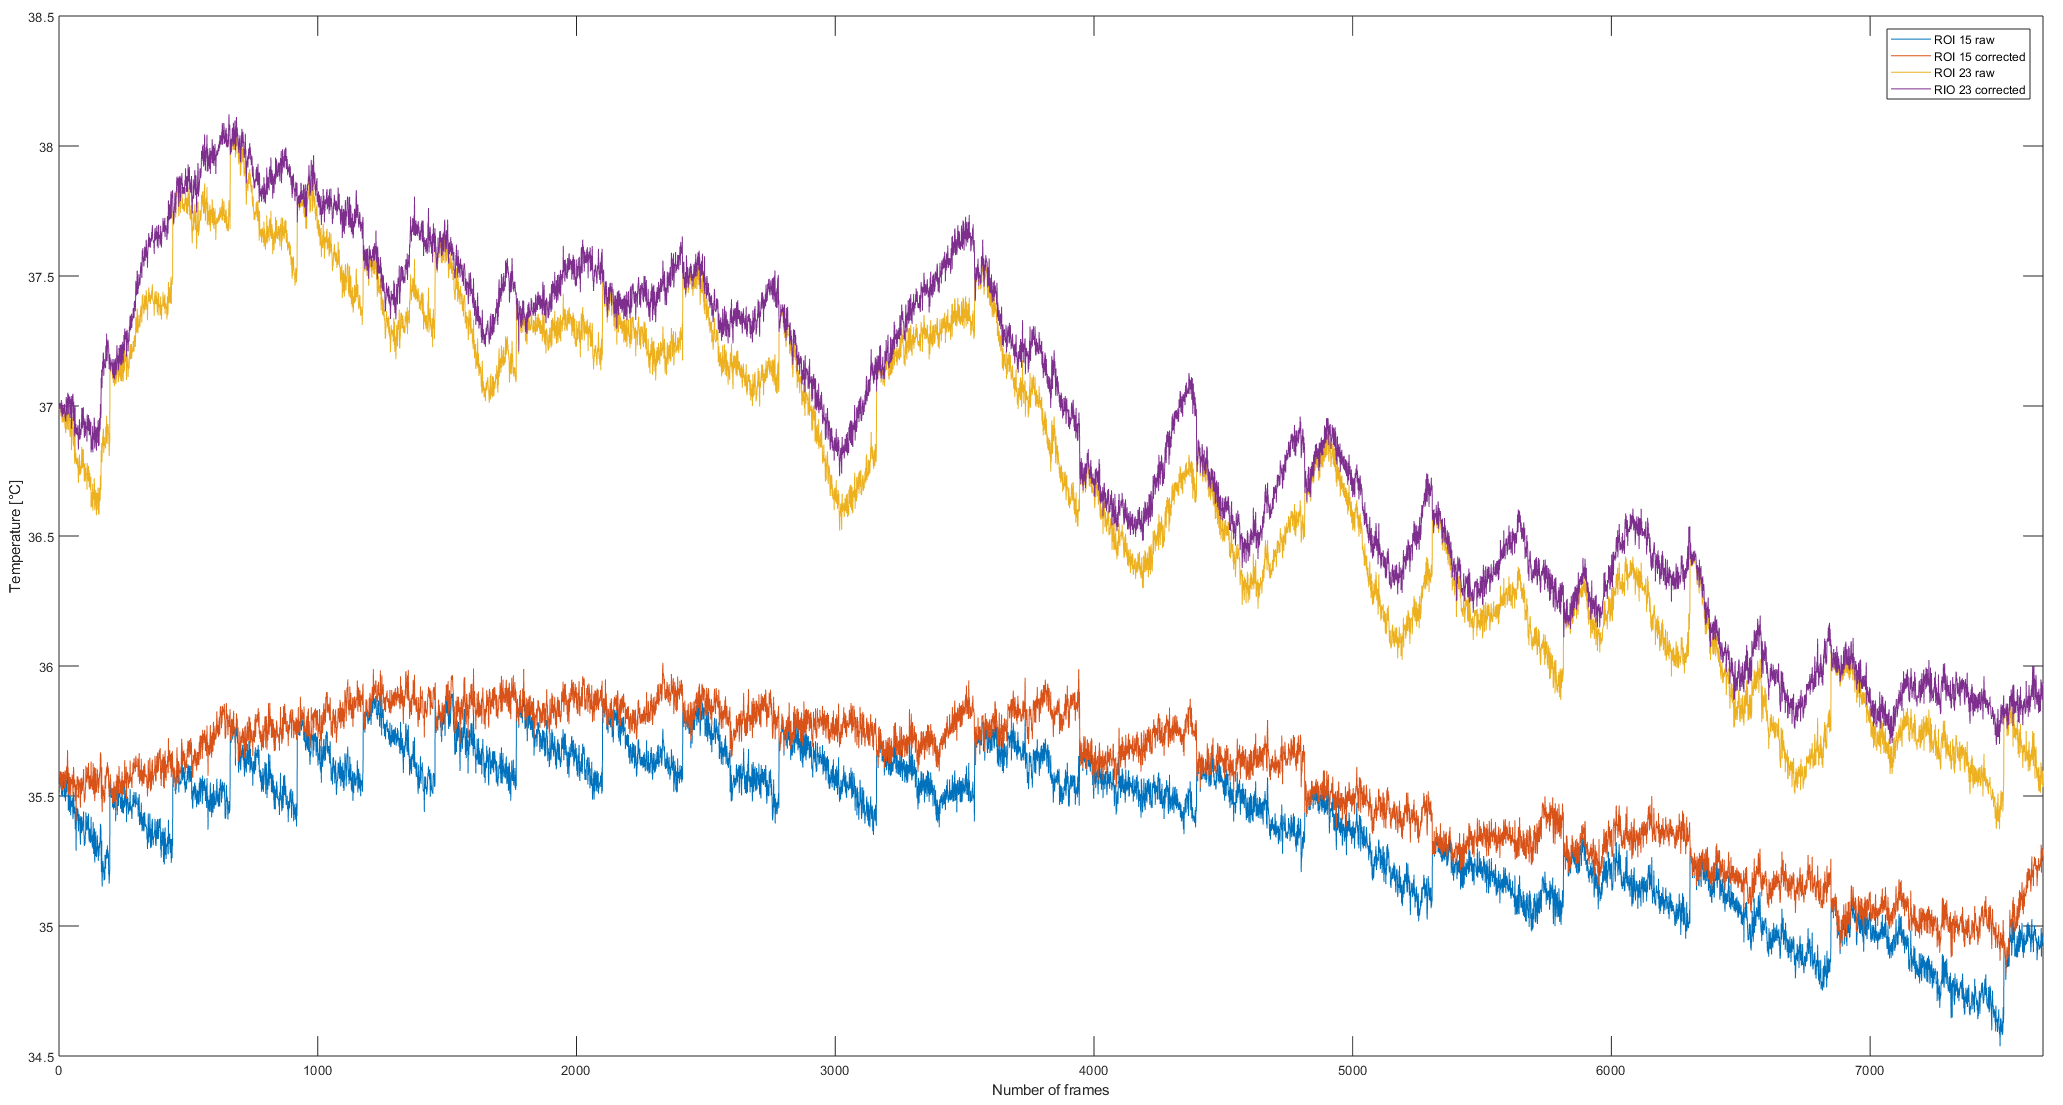 38.5
38
37.5
37
36.5
36
35.5
35
34.5
Temperature [°C]
0 1000 2000 3000 4000 5000 6000 7000
Number of frames
ROI 15 raw
ROI 15 corrected
ROI 23 raw
RIO 23 corrected